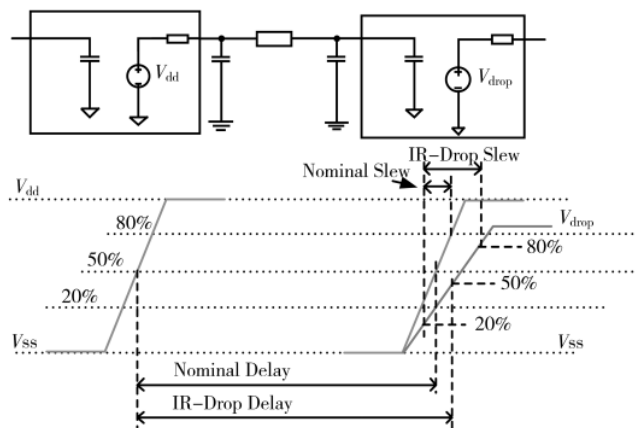 Vdd
Vdrop
IR-Drop Slew
Nominal Slew
Vdd
Vdrop
80%
80%
50%
50%
20%
20%
Vss
Vss
Nominal Delay
IR-Drop Delay